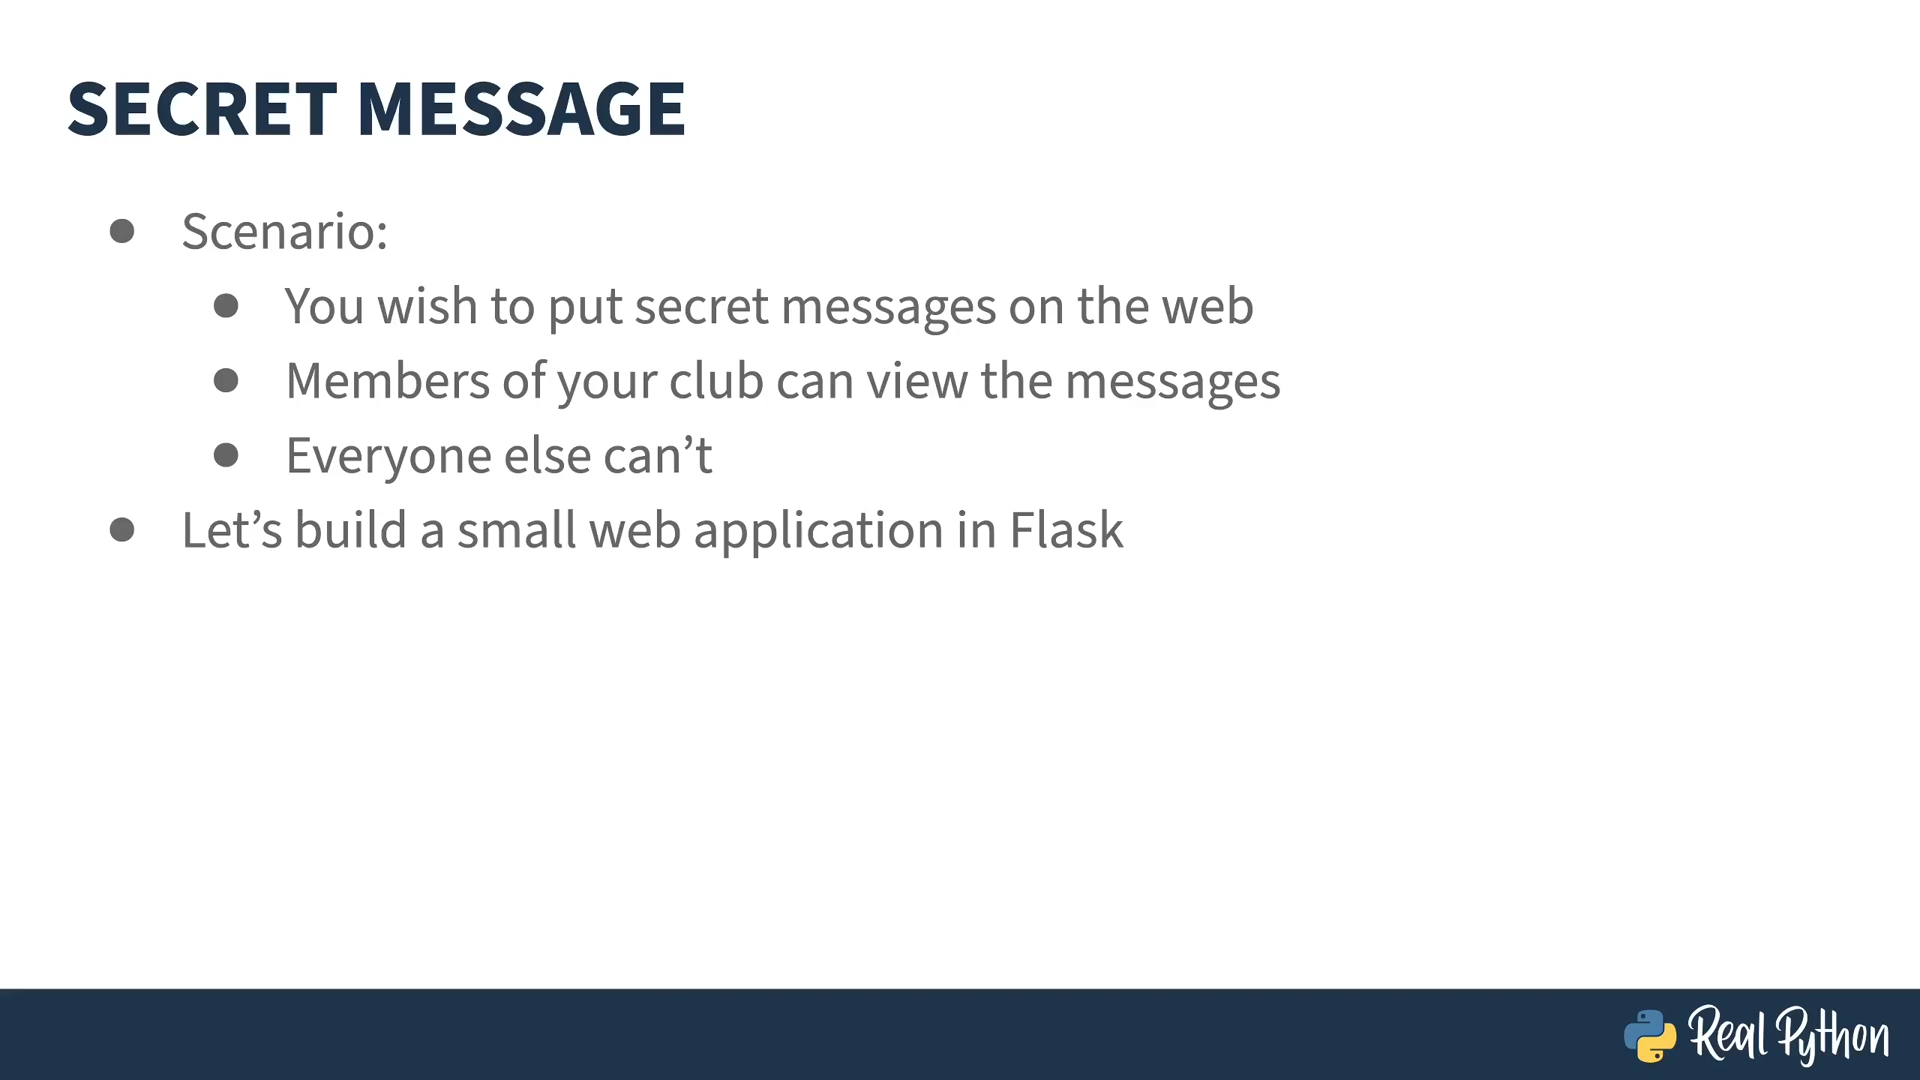 SECRET MESSAGE
● Scenario:
● You wish to put secret messages on the web
● Members of your club can view the messages
● Everyone else can’t
● Let’s build a small web application in Flask
Real Python